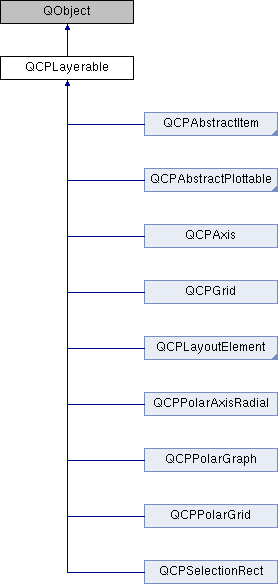 QObject
QCPLayerable
QCPAbstractItem
QCPAbstractPlottable
QCPAxis
QCPGrid
QCPLayoutElement
QCPPolarAxisRadial
QCPPolarGraph
QCPPolarGrid
QCPSelectionRect